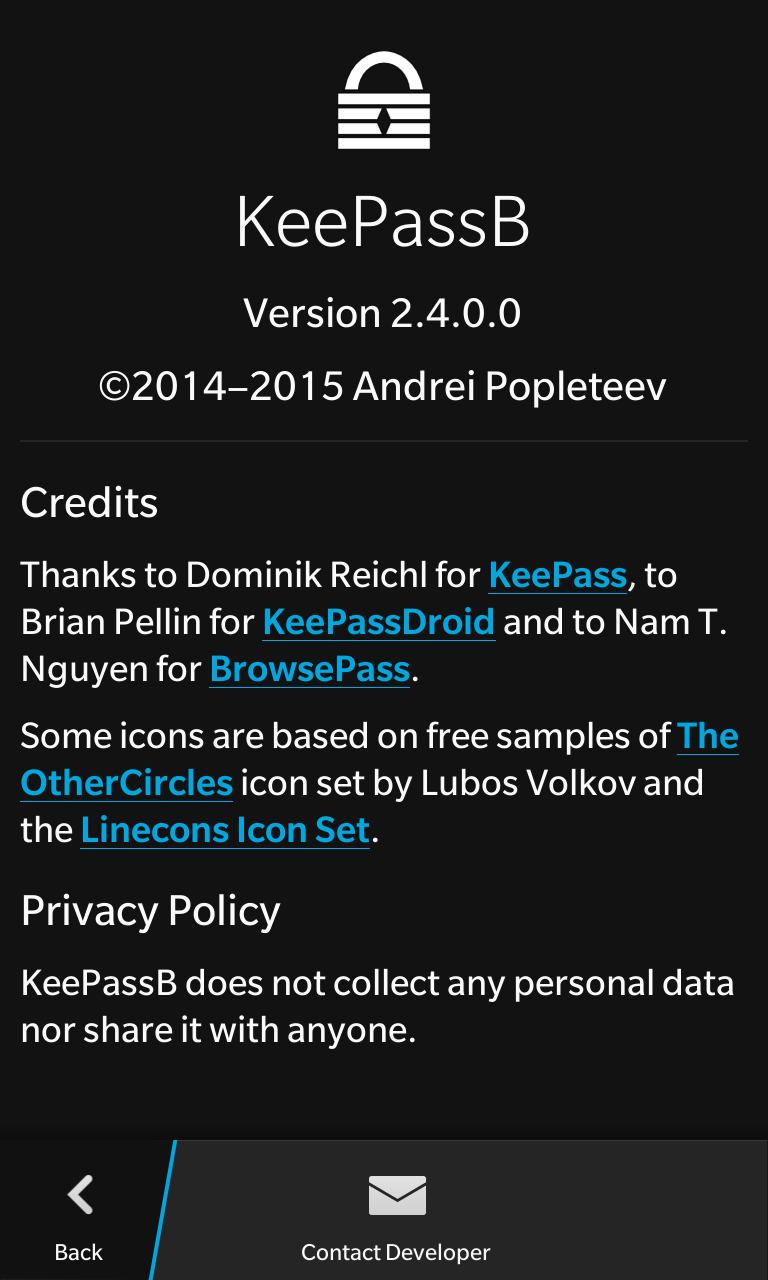 KeePassB
Version 2.4.0.0
©2014–2015 Andrei Popleteev
Credits
Thanks to Dominik Reichl for KeePass, to
Brian Pellin for KeePassDroid and to Nam T.
Nguyen for BrowsePass.
Some icons are based on free samples of The
OtherCircles icon set by Lubos Volkov and
the Linecons Icon Set.
Privacy Policy
KeePassB does not collect any personal data
nor share it with anyone.
Back
Contact Developer